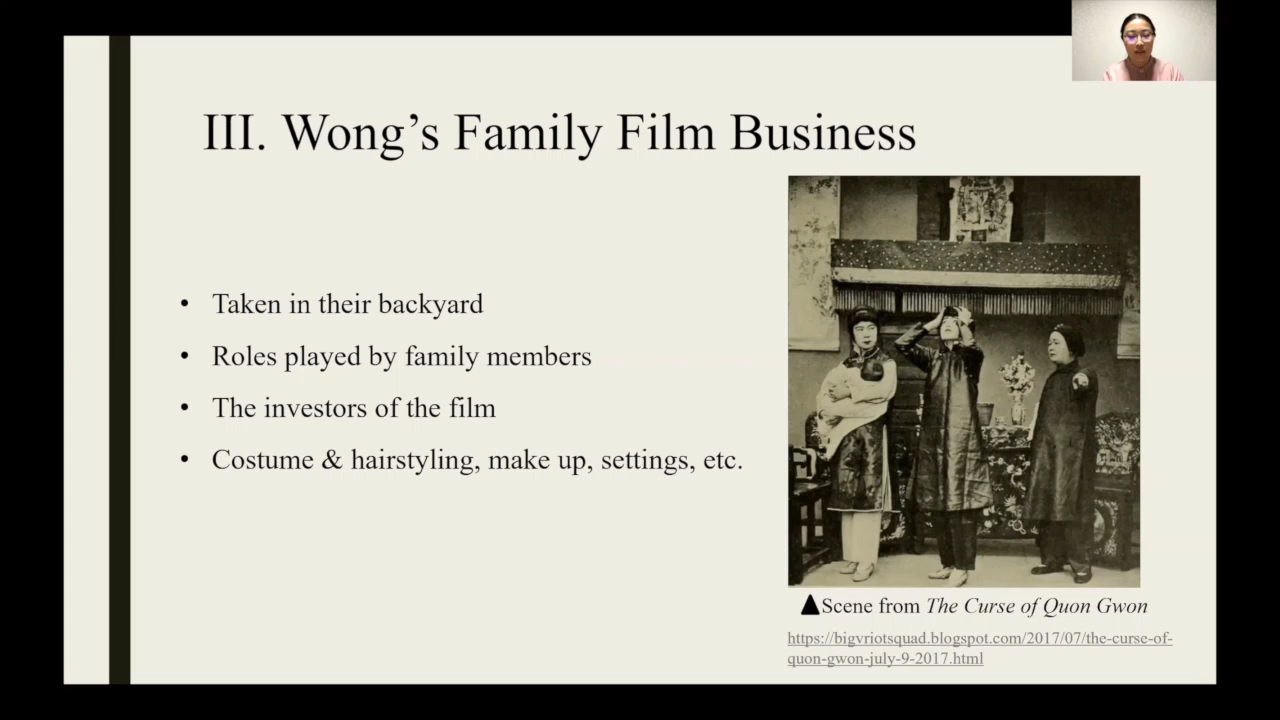 III. Wong’s Family Film Business
• Taken in their backyard
• Roles played by family members
• The investors of the film
• Costume & hairstyling, make up, settings, etc.
▲Scene from The Curse of Quon Gwon
https://bigvriotsquad.blogspot.com/2017/07/the-curse-of-
quon-gwon-july-9-2017.html